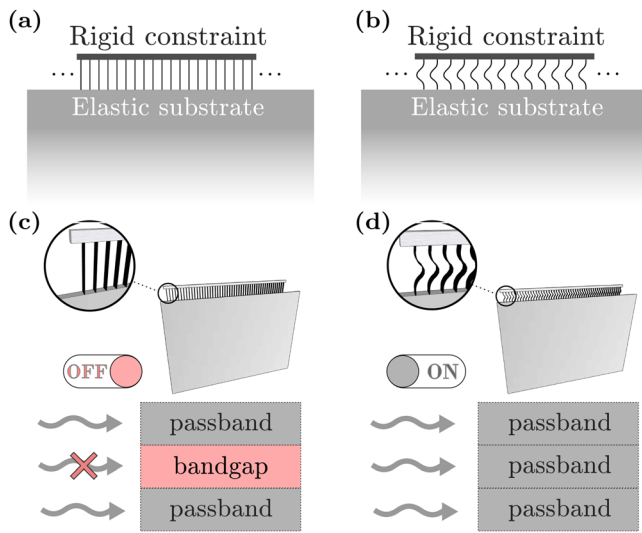 (a)
Rigid constraint
... ...
Elastic substrate
(b)
Rigid constraint
... ...
Elastic substrate
(c)
OFF
passband
bandgap
passband
(d)
ON
passband
passband
passband